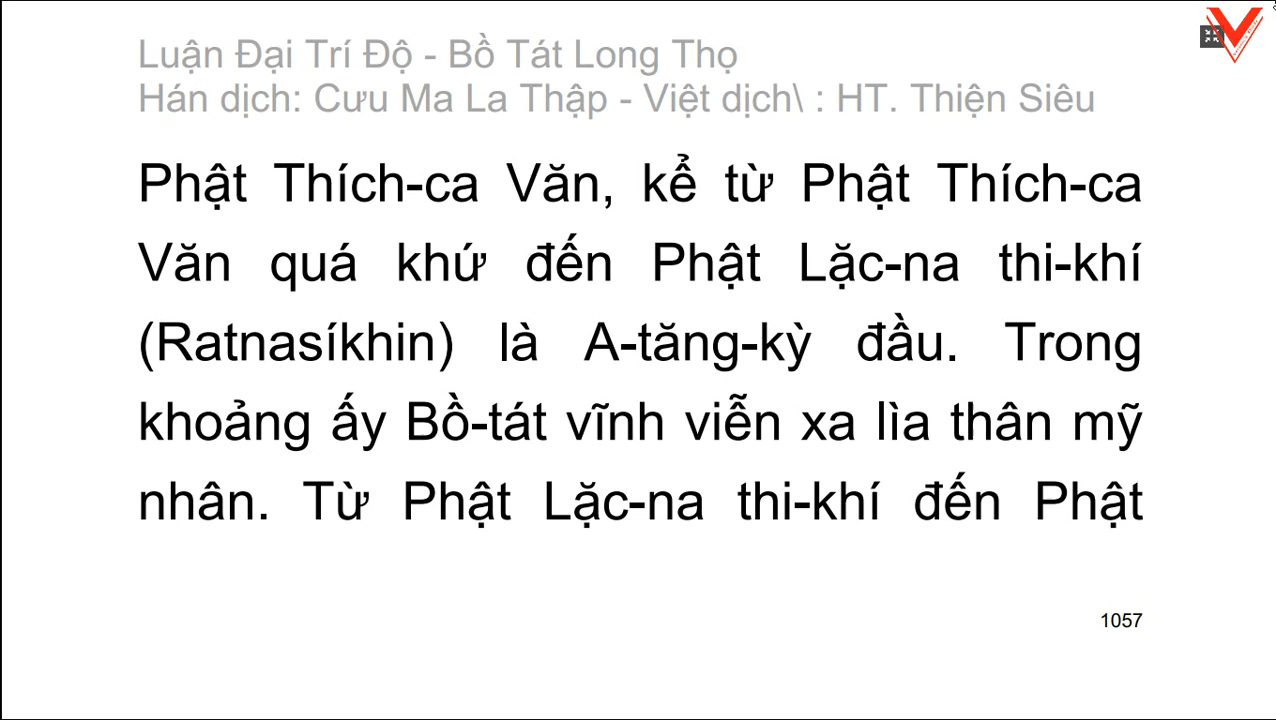 Luận Đại Trí Độ - Bồ Tát Long Thọ
Hán dịch: Cưu Ma La Thập - Việt dịch\ : HT. Thiện Siêu
Phật Thích-ca Văn, kể từ Phật Thích-ca
Văn quá khứ đến Phật Lặc-na thi-khí
(Ratnasíkhin) là A-tăng-kỳ đầu. Trong
khoảng ấy Bồ-tát vĩnh viễn xa lìa thân mỹ
nhân. Từ Phật Lặc-na thi-khí đến Phật
1057